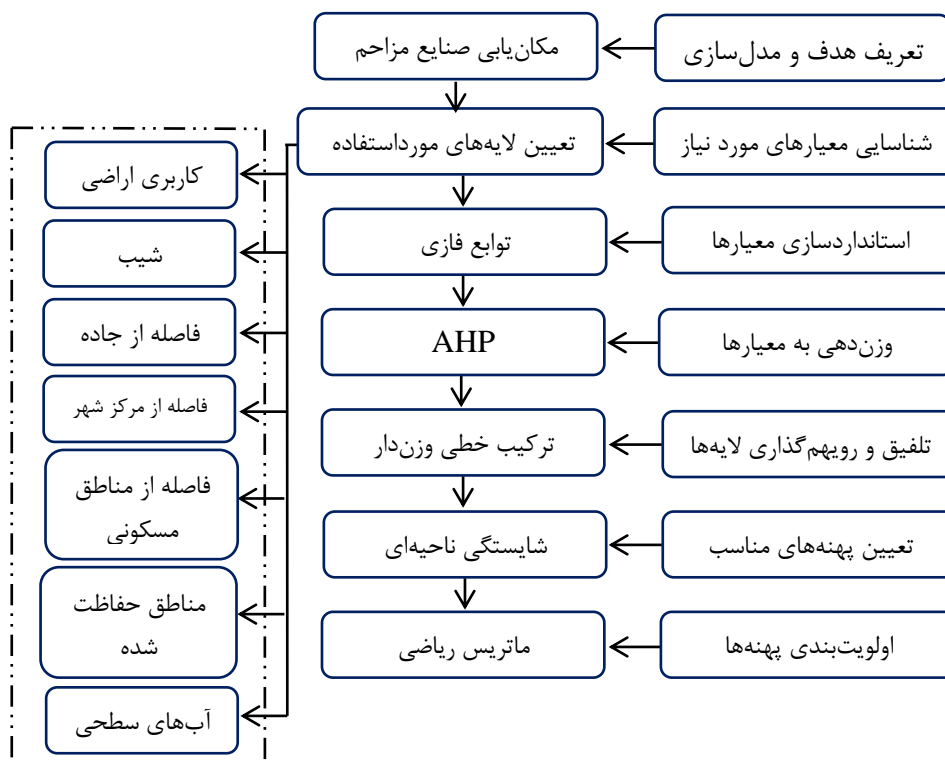 تعریف هدف و مدل‌سازی
مکان‌یابی صنایع مزاحم
شناسایی معیارهای مورد نیاز
تعیین لایه‌های مورداستفاده
استانداردسازی معیارها
توابع فازی
وزن‌دهی به معیارها
AHP
تلفیق و رویهم‌گذاری لایه‌ها
ترکیب خطی وزن‌دار
تعیین پهنه‌های مناسب
شایستگی ناحیه‌ای
اولویت‌بندی پهنه‌ها
ماتریس ریاضی
کاربری اراضی
شیب
فاصله از جاده
فاصله از مرکز شهر
فاصله از مناطق
مسکونی
مناطق حفاظت
شده
آب‌های سطحی